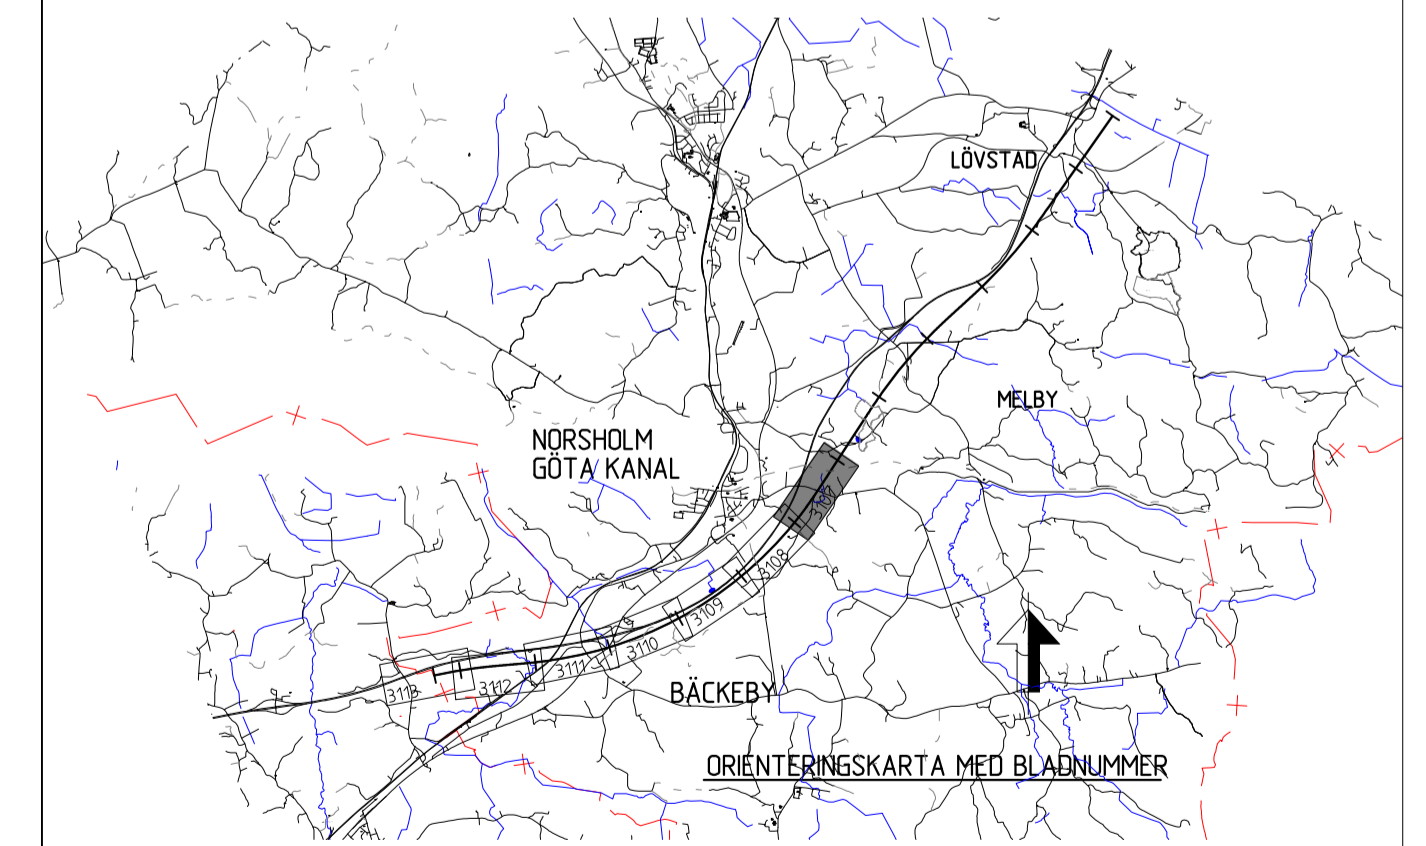 LÖVSTAD
MELBY
NORSHOLM
GÖTA KANAL
3107
3108
3109
3110
3111
3112
3113
BÄCKEBY
ORIENTERINGSKARTA MED BLADNUMMER